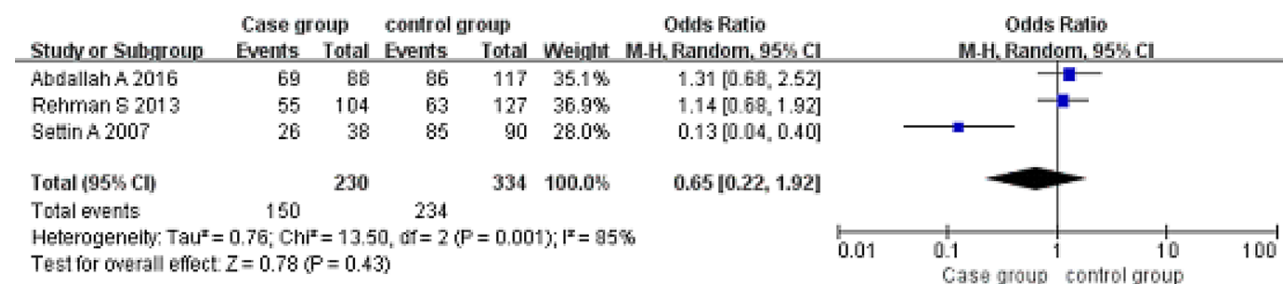 Case group control group Odds Ratio Odds Ratio
Study or Subgroup Events Total Events Total Weight M-H, Random, 95% CI M-H, Random, 95% CI
Abdallah A 2016 69 88 86 117 35.1% 1.31 [0.68, 2.52]
Rehman S 2013 55 104 63 127 36.9% 1.14 [0.68, 1.92]
Settin A 2007 26 38 85 90 28.0% 0.13 [0.04, 0.40]
Total (95% CI) 230 334 100.0% 0.65 [0.22, 1.92]
Total events 150 234
Heterogeneity: Tau² = 0.76; Chi² = 13.50, df = 2 (P = 0.001); I² = 85%
Test for overall effect: Z = 0.78 (P = 0.43)
0.01 0.1 1 10 100
Case group control group